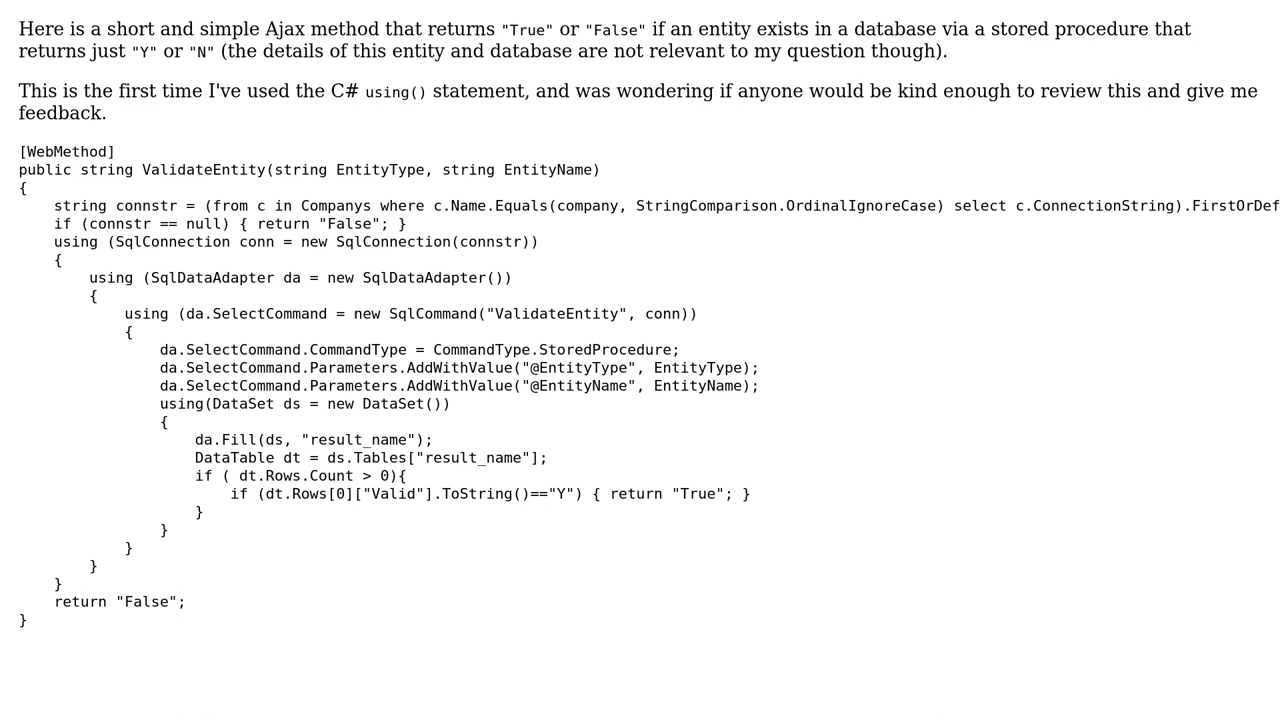 Here is a short and simple Ajax method that returns "True" or "False" if an entity exists in a database via a stored procedure that
returns just "Y" or "N" (the details of this entity and database are not relevant to my question though).
This is the first time I've used the C# using() statement, and was wondering if anyone would be kind enough to review this and give me
feedback.
[WebMethod]
public string ValidateEntity(string EntityType, string EntityName)
{
    string connstr = (from c in Companys where c.Name.Equals(company, StringComparison.OrdinalIgnoreCase) select c.ConnectionString).FirstOrDef
    if (connstr == null) { return "False"; }
    using (SqlConnection conn = new SqlConnection(connstr))
    {
        using (SqlDataAdapter da = new SqlDataAdapter())
        {
            using (da.SelectCommand = new SqlCommand("ValidateEntity", conn))
            {
                da.SelectCommand.CommandType = CommandType.StoredProcedure;
                da.SelectCommand.Parameters.AddWithValue("@EntityType", EntityType);
                da.SelectCommand.Parameters.AddWithValue("@EntityName", EntityName);
                using(DataSet ds = new DataSet())
                {
                    da.Fill(ds, "result_name");
                    DataTable dt = ds.Tables["result_name"];
                    if ( dt.Rows.Count > 0){
                        if (dt.Rows[0]["Valid"].ToString()=="Y") { return "True"; }
                    }
                }
            }
        }
    }
    return "False";
}